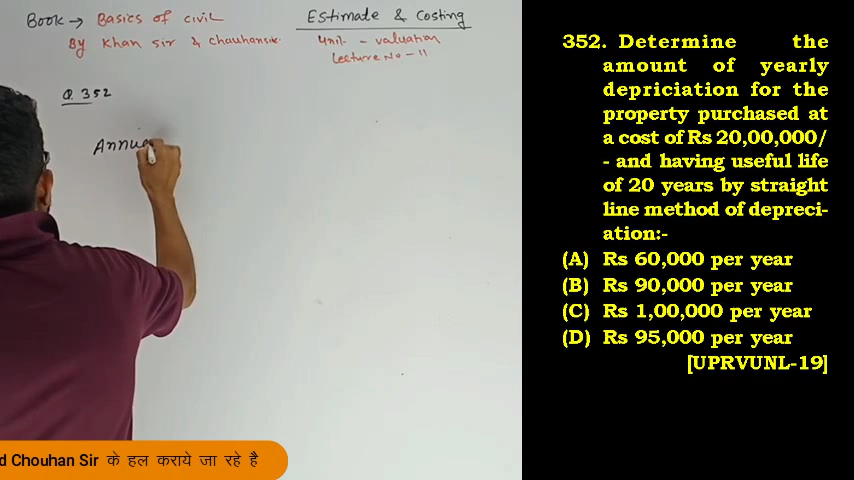 Book → Basics of civil
By Khan sir & Chauhansir
Estimate & Costing
Unit - valuation
Lecture No - 11
Q. 352
Annua
352. Determine the
amount of yearly
depriciation for the
property purchased at
a cost of Rs 20,00,000/
- and having useful life
of 20 years by straight
line method of depreci-
ation:-
(A) Rs 60,000 per year
(B) Rs 90,000 per year
(C) Rs 1,00,000 per year
(D) Rs 95,000 per year
[UPRVUNL-19]
d Chouhan Sir के हल कराये जा रहे है